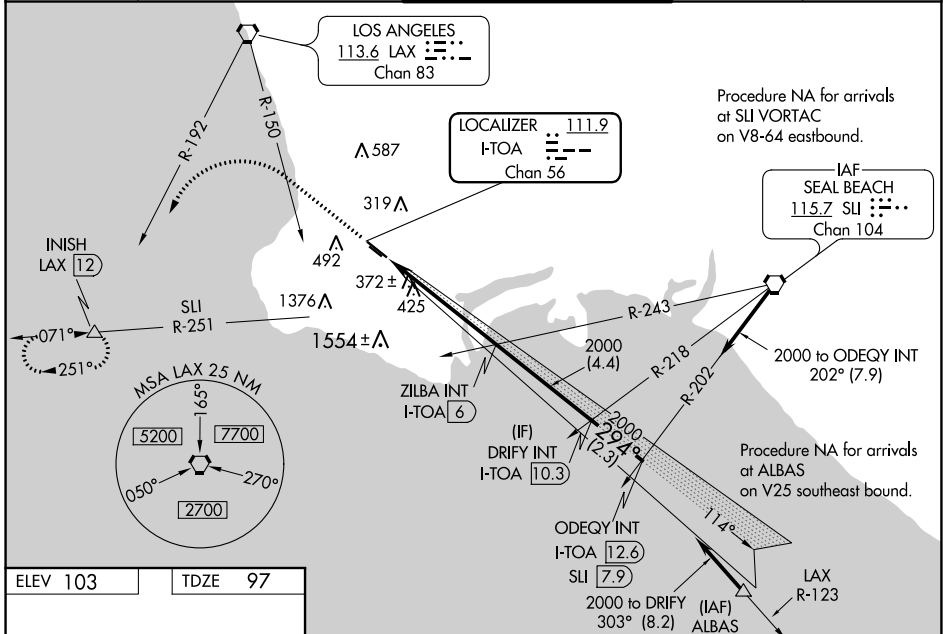 LOS ANGELES
113.6 LAX
Chan 83
R-192
R-150
LOCALIZER 111.9
I-TOA
Chan 56
Procedure NA for arrivals
at SLI VORTAC
on V8-64 eastbound.
IAF
SEAL BEACH
115.7 SLI
Chan 104
587
319
492
372 ±
425
1376
1554 ±
INISH
LAX 12
SLI
R-251
071°
251°
R-243
R-218
R-202
2000
(4.4)
2000 to ODEQY INT
202° (7.9)
ZILBA INT
I-TOA 6
(IF)
DRIFY INT
I-TOA 10.3
2000
294°
(2.3)
Procedure NA for arrivals
at ALBAS
on V25 southeast bound.
114°
MSA LAX 25 NM
165°
5200
7700
050°
270°
2700
ODEQY INT
I-TOA 12.6
SLI 7.9
2000 to DRIFY
303° (8.2)
(IAF)
ALBAS
LAX
R-123
ELEV 103
TDZE 97